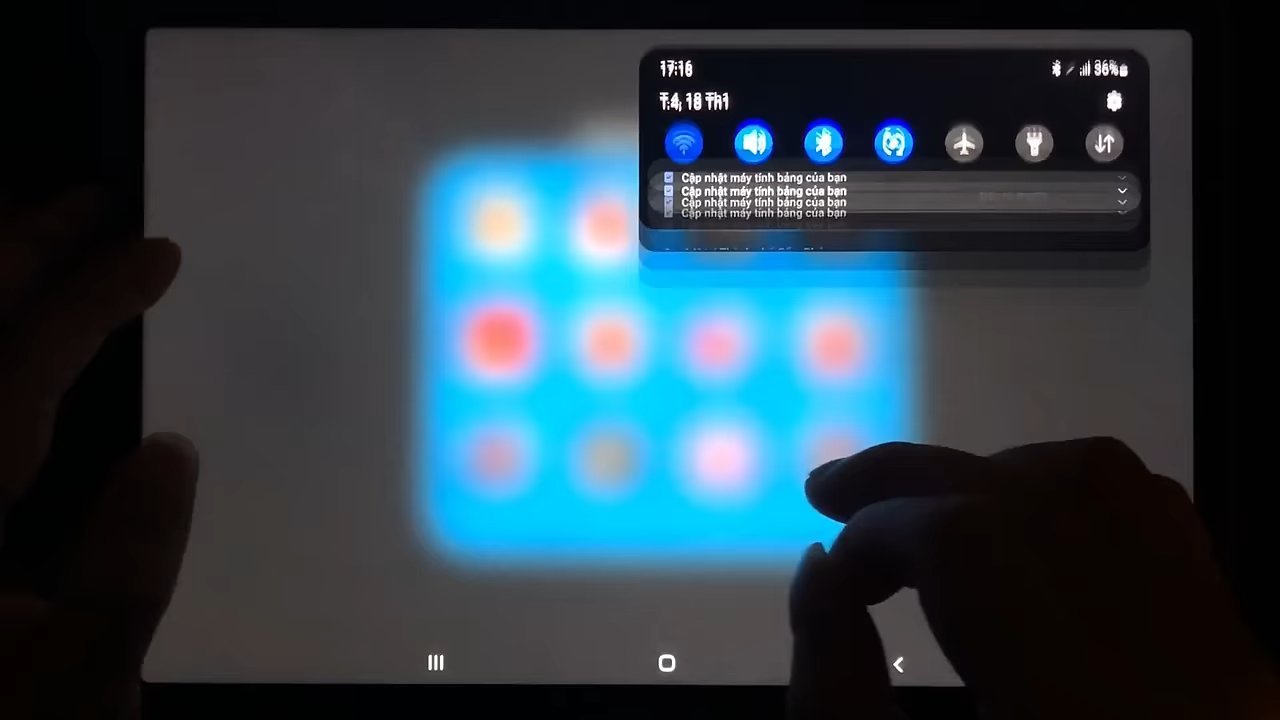 17:16
36%
T.4, 18 Th1
Cập nhật máy tính bảng của bạn
Cập nhật máy tính bảng của bạn
Cập nhật máy tính bảng của bạn
Cập nhật máy tính bảng của bạn